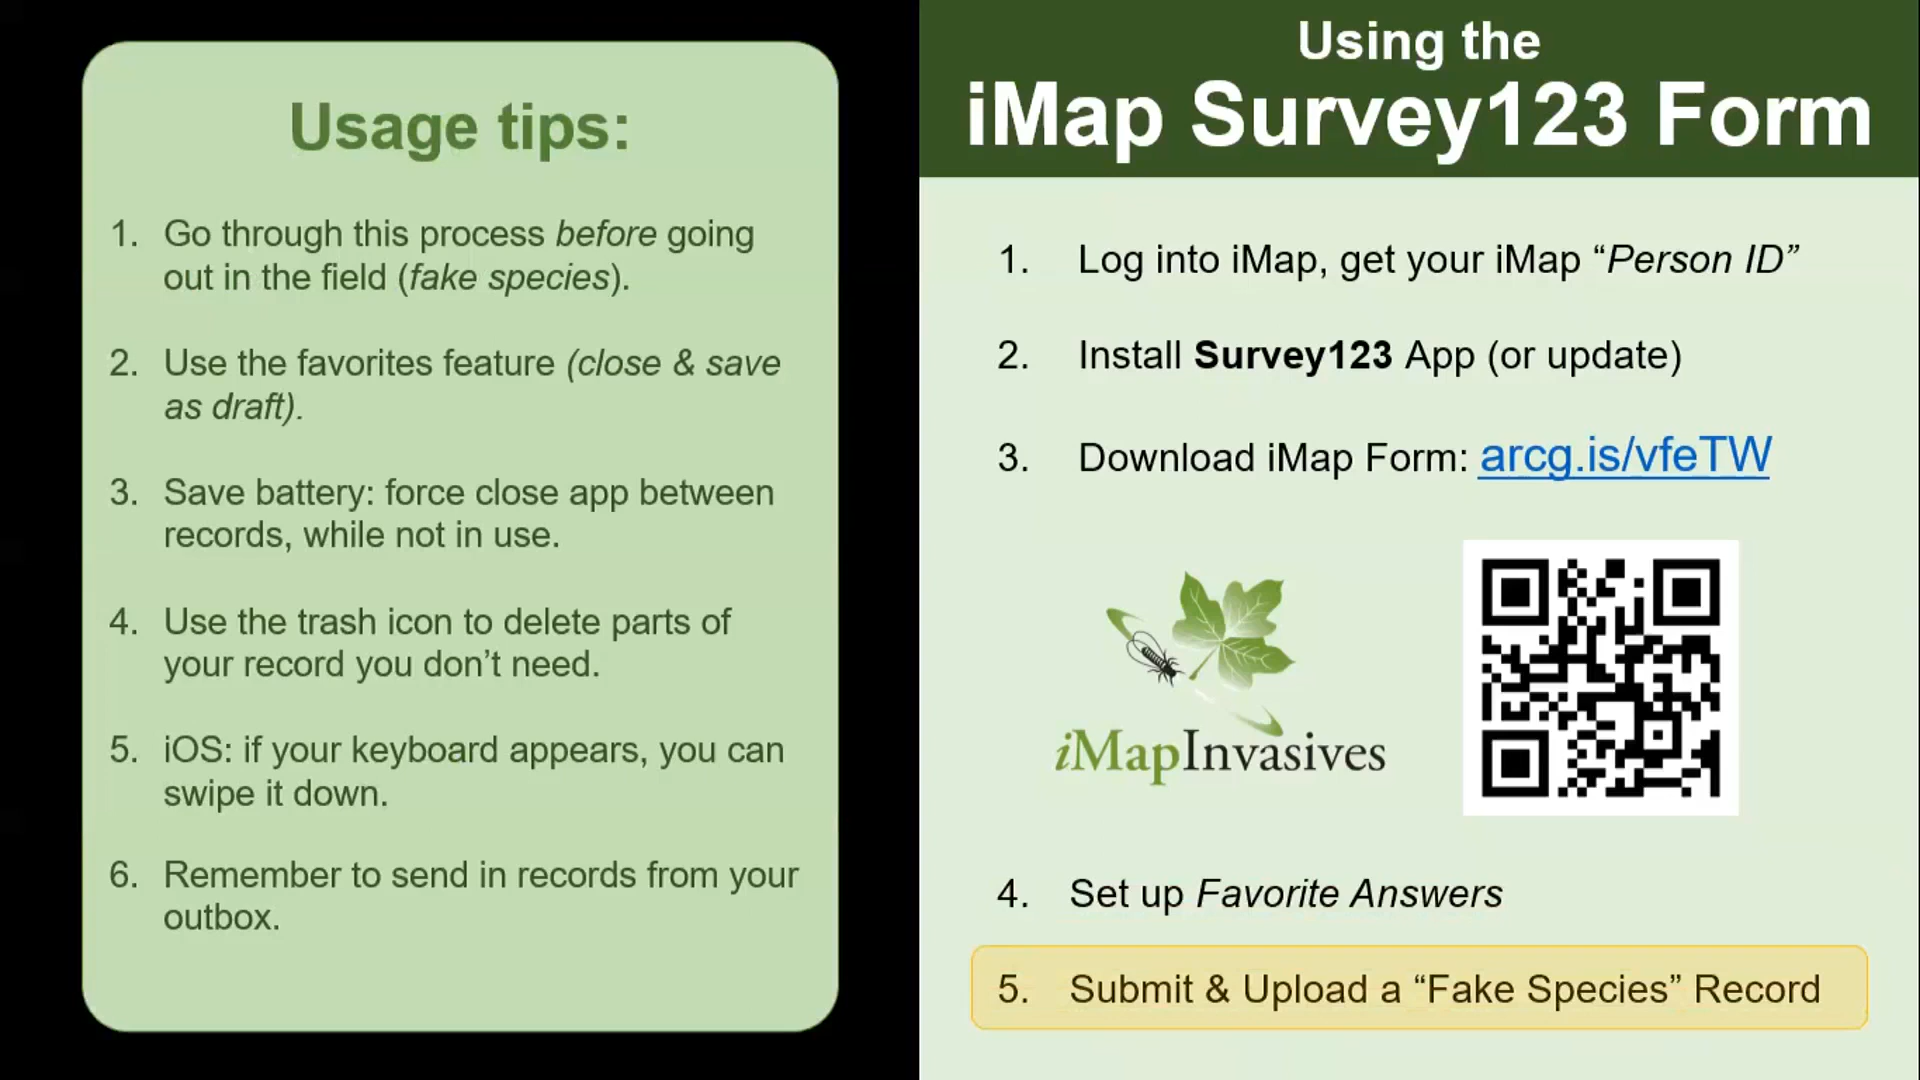 Usage tips:
1. Go through this process before going
out in the field (fake species).
2. Use the favorites feature (close & save
as draft).
3. Save battery: force close app between
records, while not in use.
4. Use the trash icon to delete parts of
your record you don’t need.
5. iOS: if your keyboard appears, you can
swipe it down.
6. Remember to send in records from your
outbox.
Using the
iMap Survey123 Form
1. Log into iMap, get your iMap “Person ID”
2. Install Survey123 App (or update)
3. Download iMap Form: arcg.is/vfeTW
iMapInvasives
4. Set up Favorite Answers
5. Submit & Upload a “Fake Species” Record